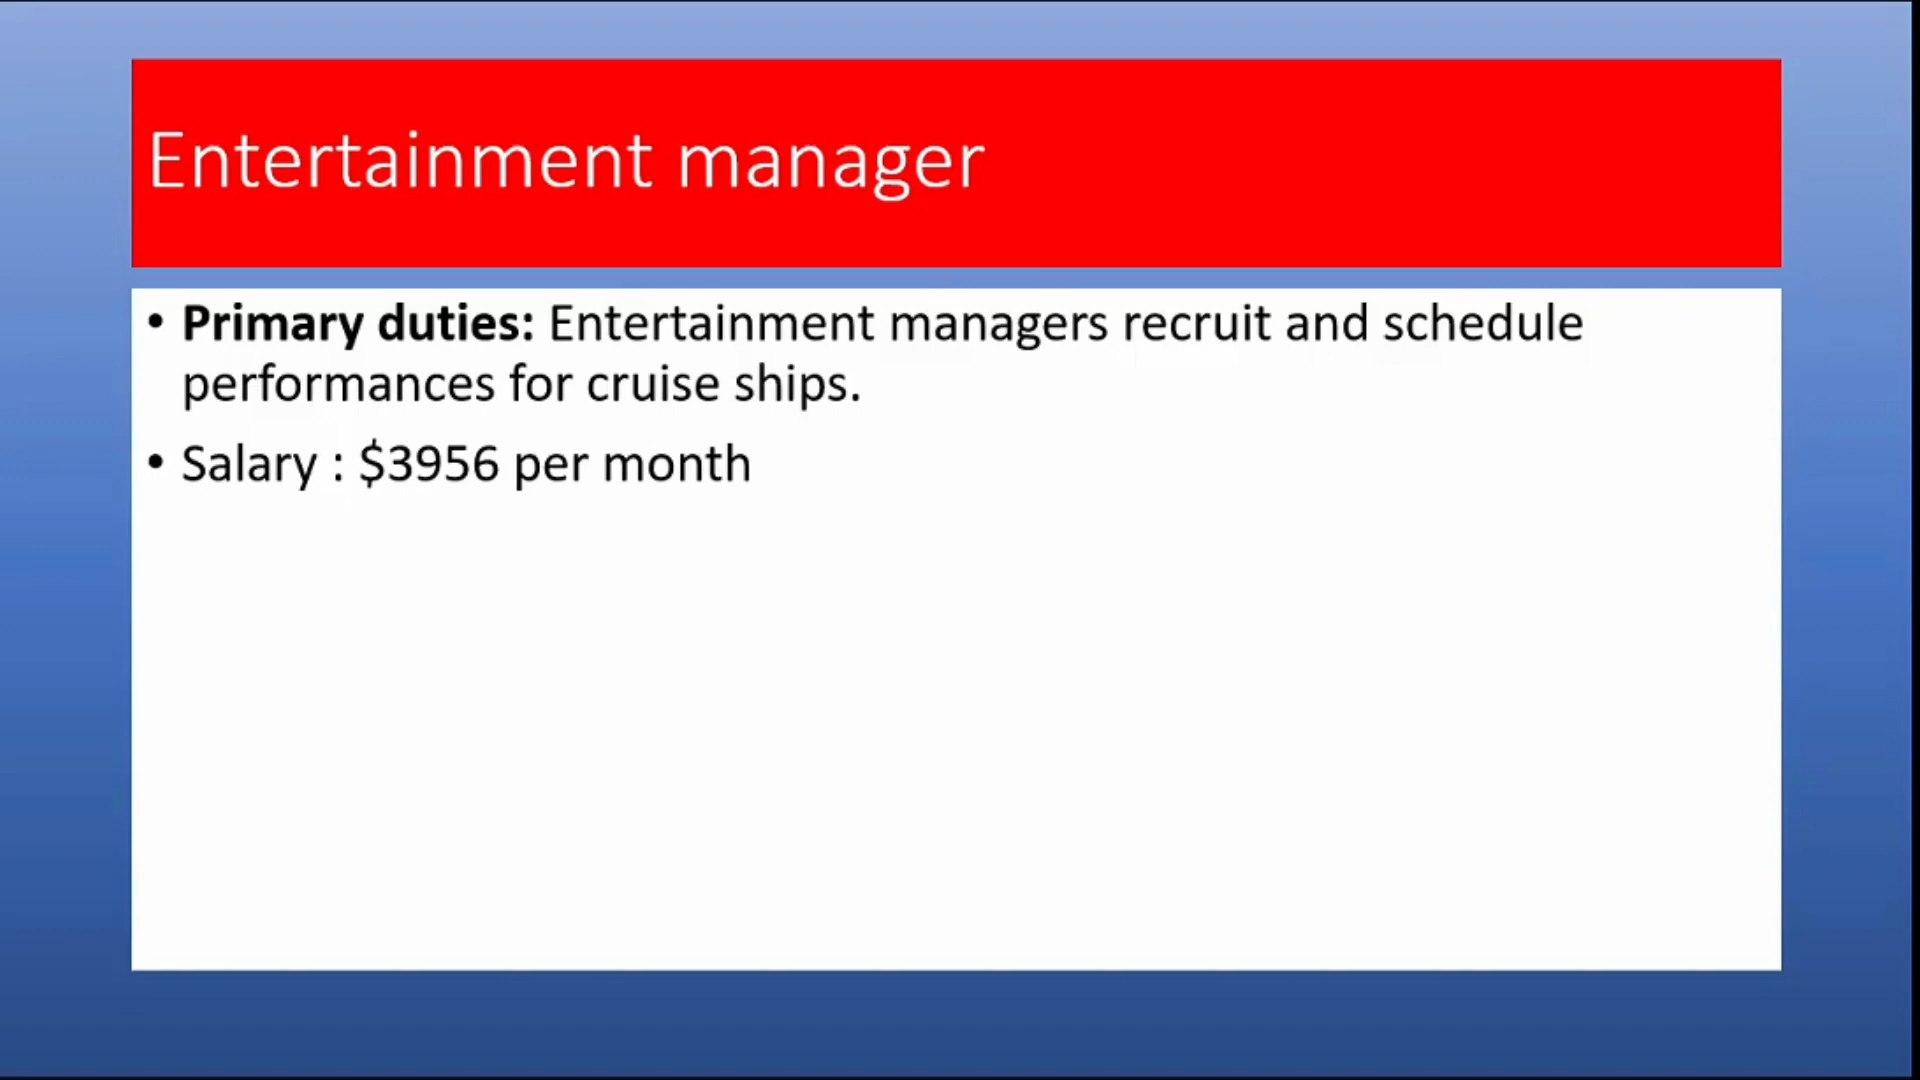 Entertainment manager
• Primary duties: Entertainment managers recruit and schedule
performances for cruise ships.
• Salary : $3956 per month